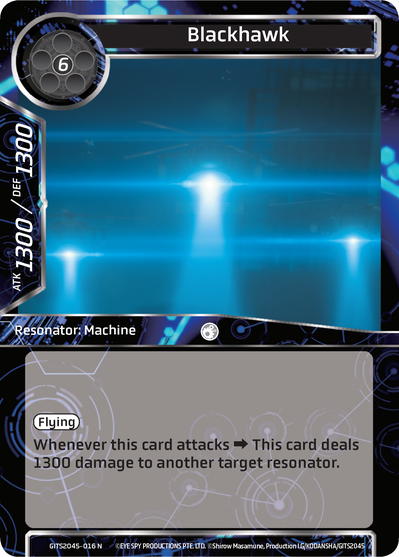 Blackhawk
6
ATK 1300 / DEF 1300
Resonator: Machine
Flying
Whenever this card attacks ➡ This card deals
1300 damage to another target resonator.
GITS2045-016 N ©EYE SPY PRODUCTIONS PTE. LTD. ©Shirow Masamune, Production I.G/KODANSHA/GITS2045